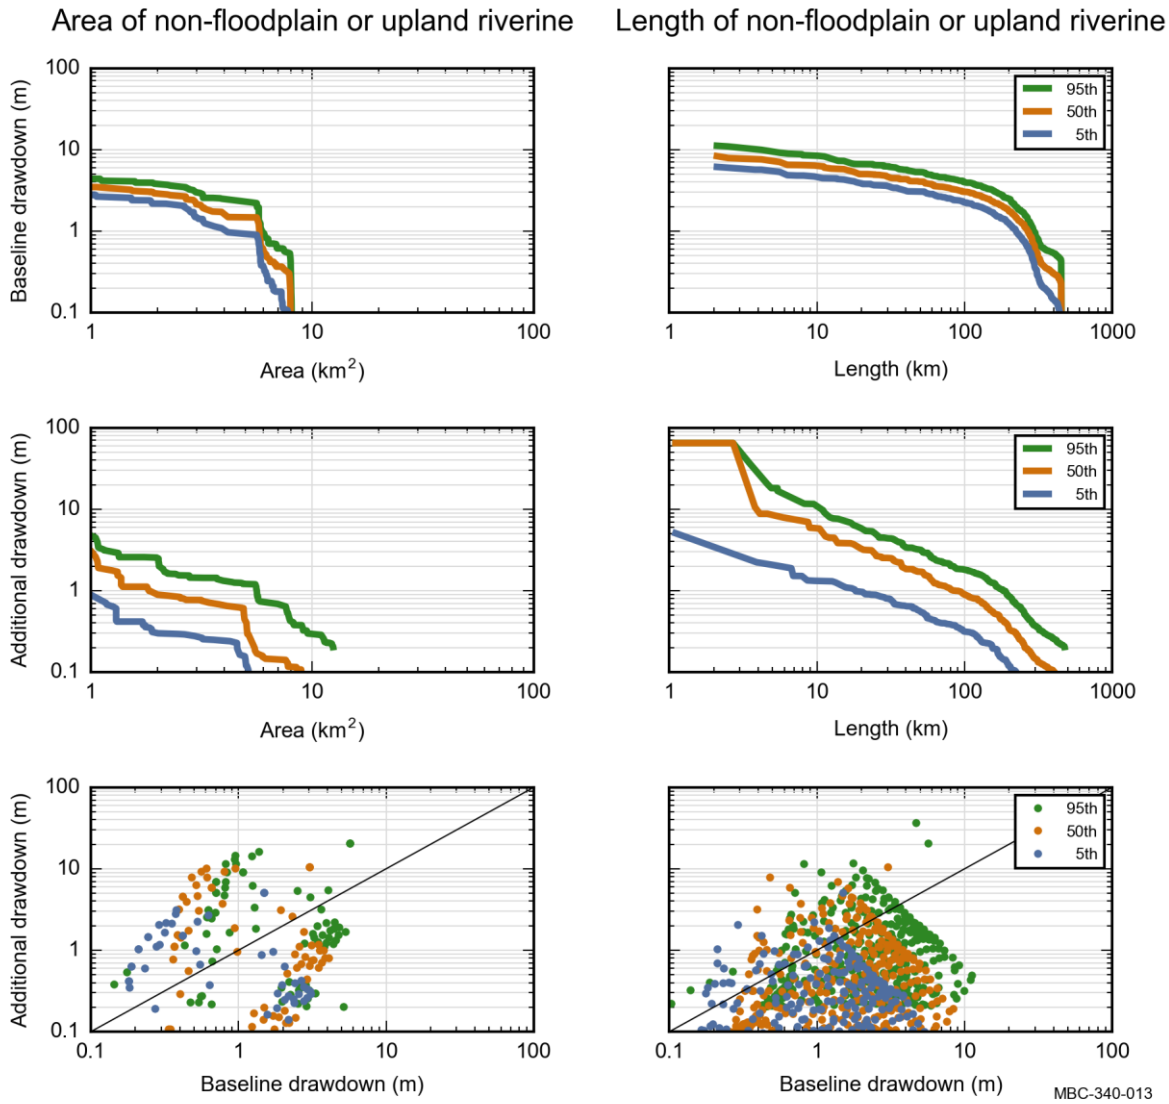 Area of non-floodplain or upland riverine
Length of non-floodplain or upland riverine
Baseline drawdown (m)
100
10
1
0.1
1
10
100
Area (km2)
95th
50th
5th
1
10
100
1000
Length (km)
Additional drawdown (m)
100
10
1
0.1
1
10
100
Area (km2)
95th
50th
5th
1
10
100
1000
Length (km)
Additional drawdown (m)
100
10
1
0.1
0.1
1
10
100
Baseline drawdown (m)
95th
50th
5th
0.1
1
10
100
Baseline drawdown (m)
MBC-340-013